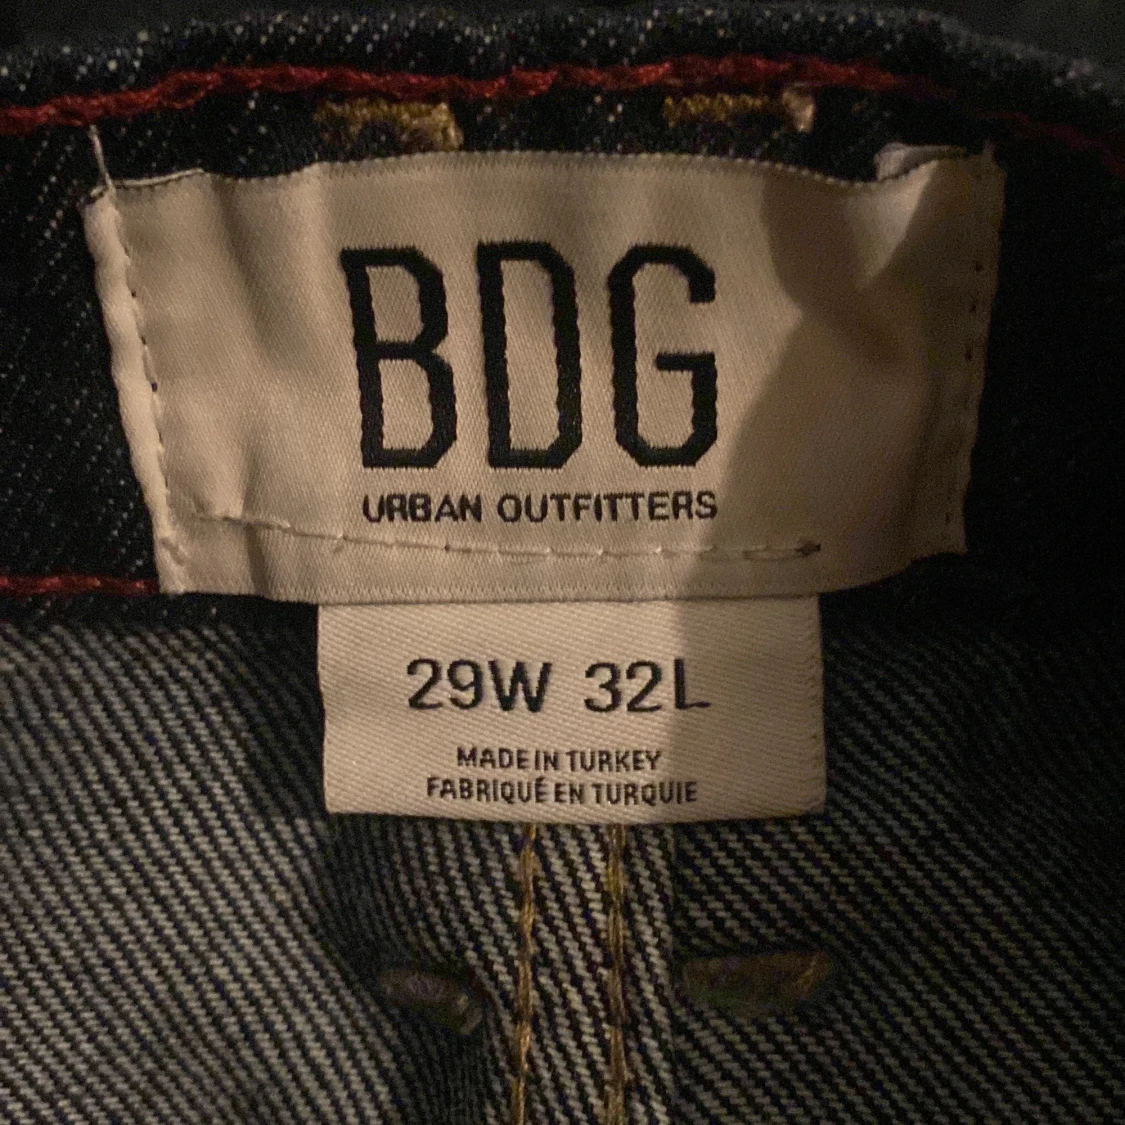 BDG
URBAN OUTFITTERS
29W 32L
MADE IN TURKEY
FABRIQUÉ EN TURQUIE